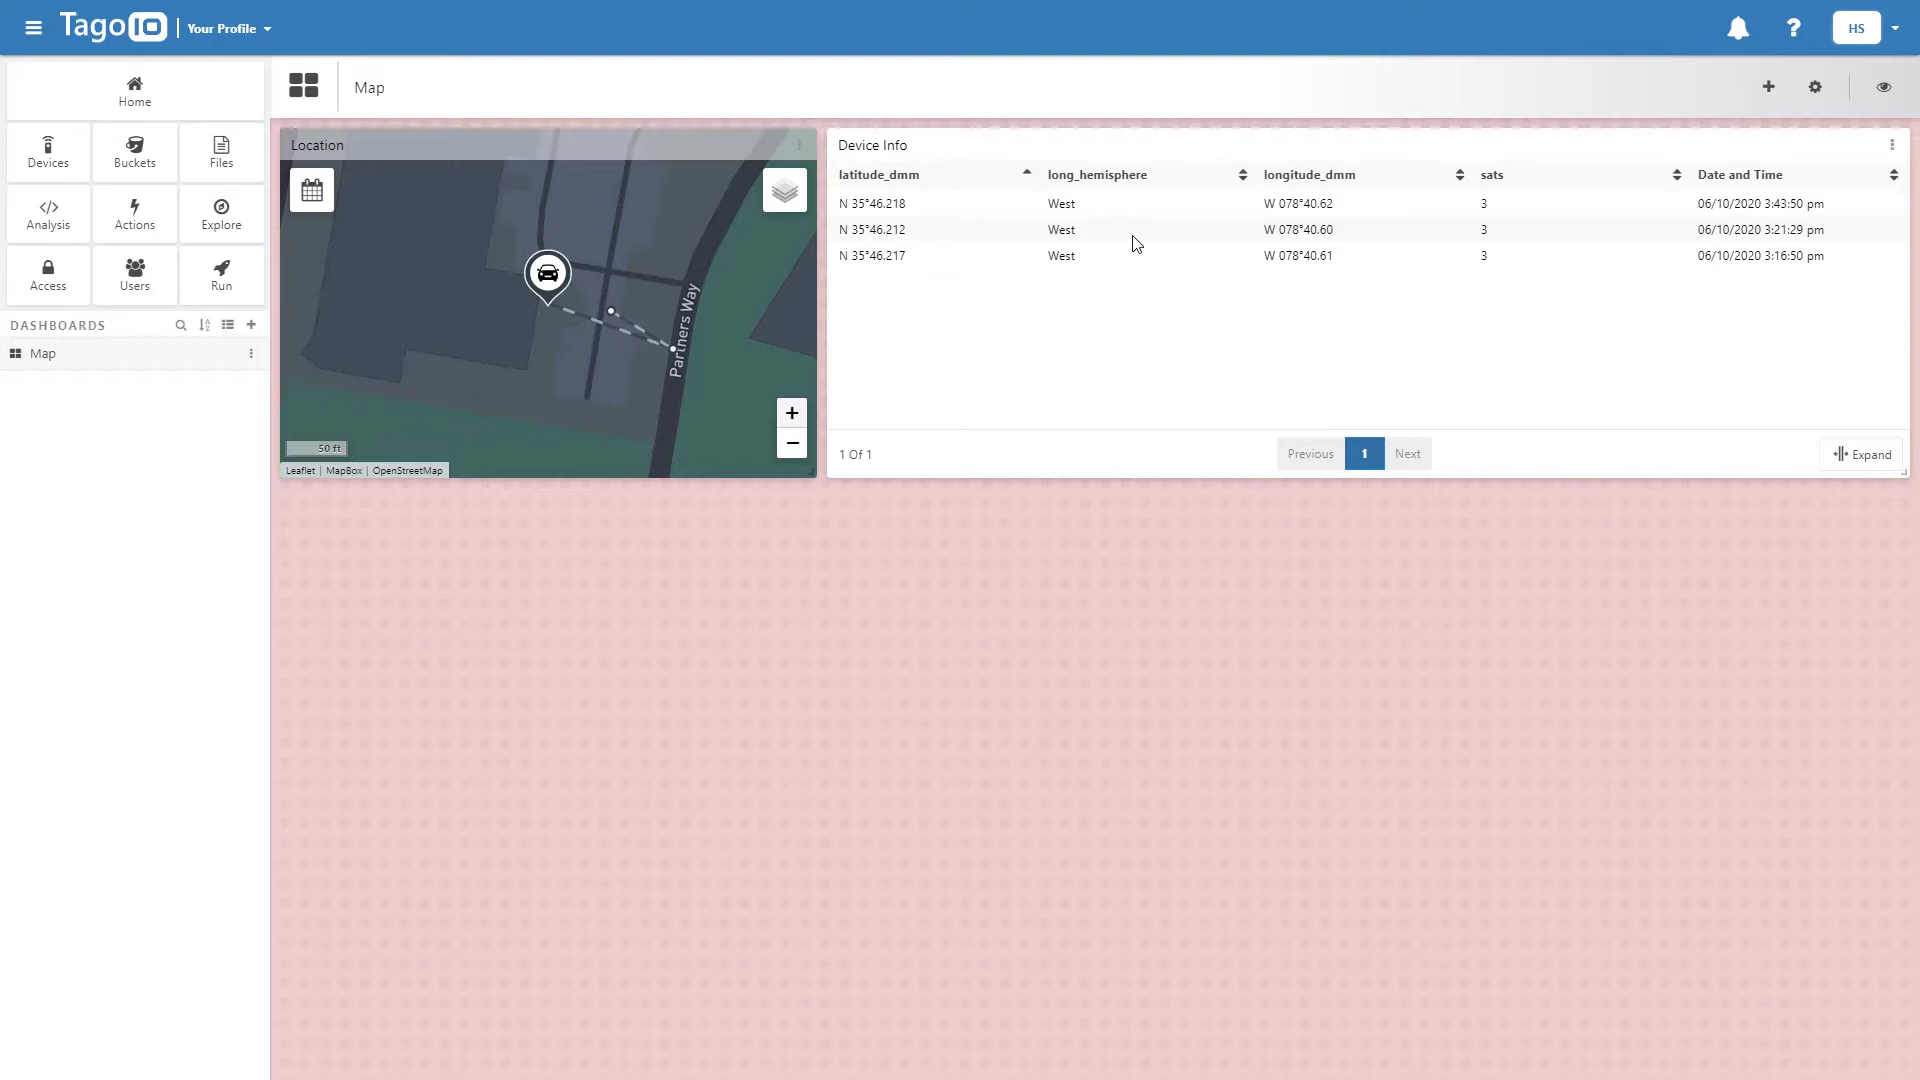 TagoIO
Your Profile
?
HS
Home
Devices
Buckets
Files
Analysis
Actions
Explore
Access
Users
Run
DASHBOARDS
Map
Map
Location
Partners Way
+
−
50 ft
Leaflet | MapBox | OpenStreetMap
Device Info
latitude_dmm long_hemisphere longitude_dmm sats Date and Time
N 35°46.218 West W 078°40.62 3 06/10/2020 3:43:50 pm
N 35°46.212 West W 078°40.60 3 06/10/2020 3:21:29 pm
N 35°46.217 West W 078°40.61 3 06/10/2020 3:16:50 pm
1 Of 1
Previous 1 Next
Expand